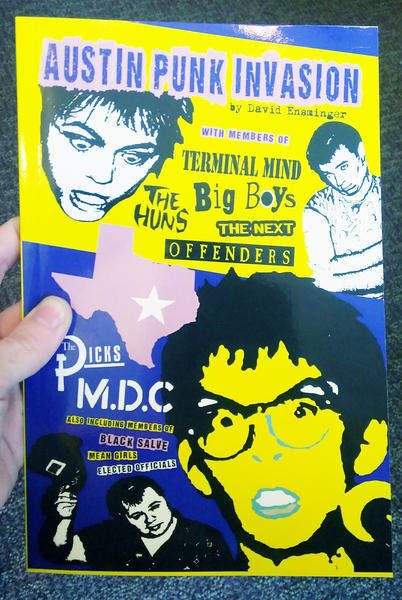 AUSTIN PUNK INVASION
by David Ensminger
WITH MEMBERS OF
TERMINAL MIND
THE HUNS
Big Boys
THE NEXT
OFFENDERS
The DICKS
M.D.C
ALSO INCLUDING MEMBERS OF
BLACK SALVE
MEAN GIRLS
ELECTED OFFICIALS